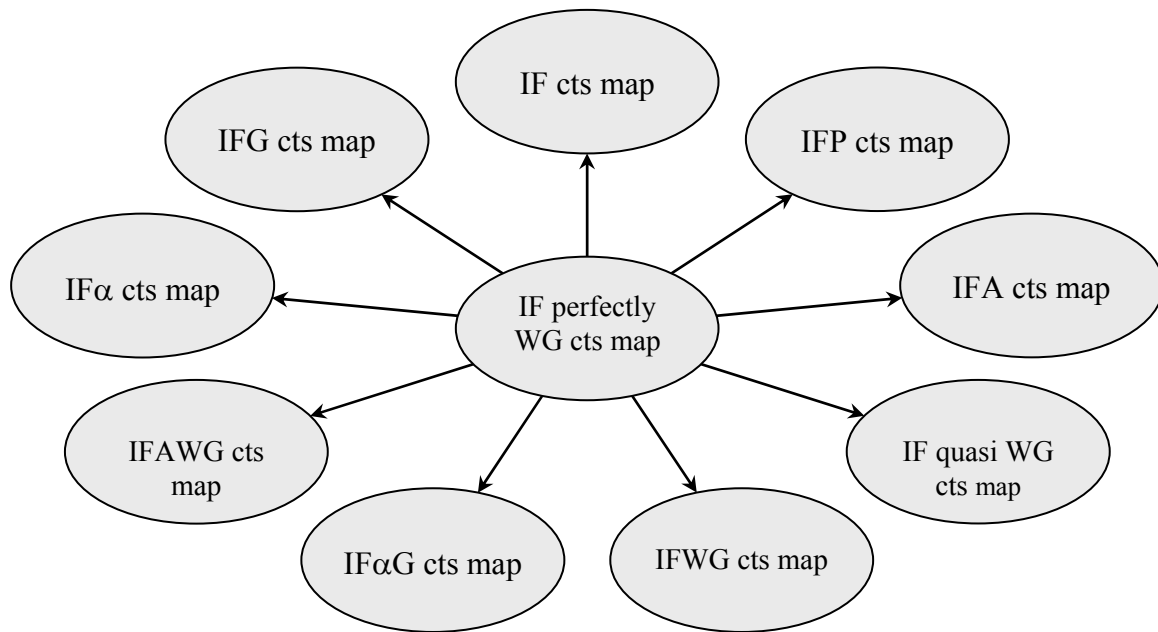 IF cts map
IFG cts map
IFP cts map
IFα cts map
IFA cts map
IF perfectly
WG cts map
IFAWG cts
map
IF quasi WG
cts map
IFαG cts map
IFWG cts map